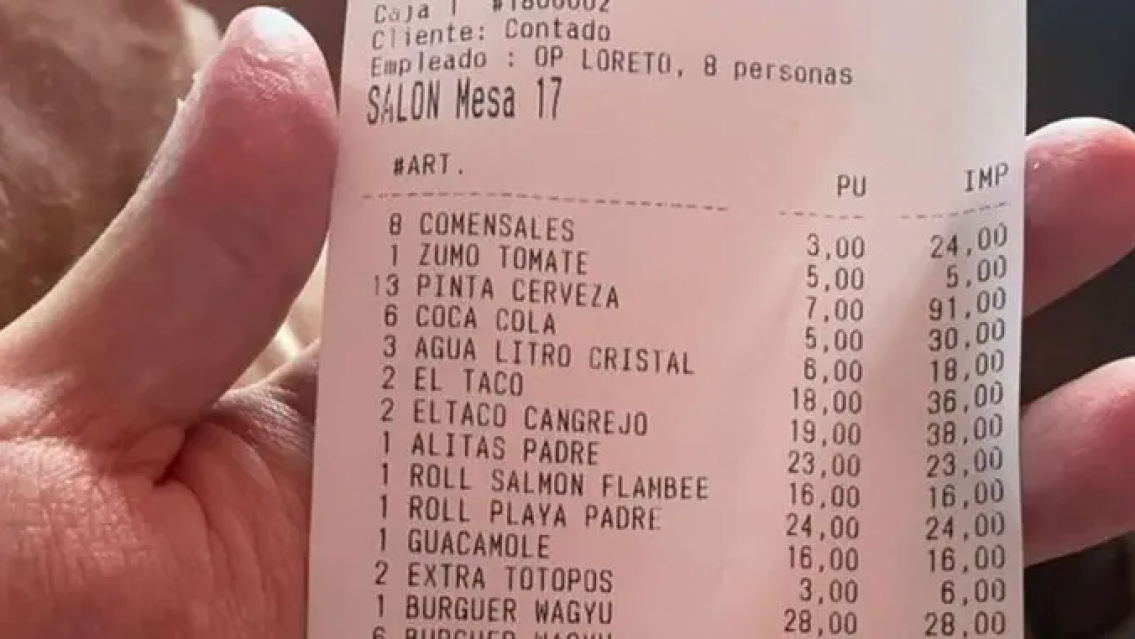 Caja 1 #1800002
Cliente: Contado
Empleado : OP LORETO, 8 personas
SALON Mesa 17
#ART. PU IMP
8 COMENSALES 3,00 24,00
1 ZUMO TOMATE 5,00 5,00
13 PINTA CERVEZA 7,00 91,00
6 COCA COLA 5,00 30,00
3 AGUA LITRO CRISTAL 6,00 18,00
2 EL TACO 18,00 36,00
2 ELTACO CANGREJO 19,00 38,00
1 ALITAS PADRE 23,00 23,00
1 ROLL SALMON FLAMBEE 16,00 16,00
1 ROLL PLAYA PADRE 24,00 24,00
1 GUACAMOLE 16,00 16,00
2 EXTRA TOTOPOS 3,00 6,00
1 BURGUER WAGYU 28,00 28,00
6 BURGUER WAGYU